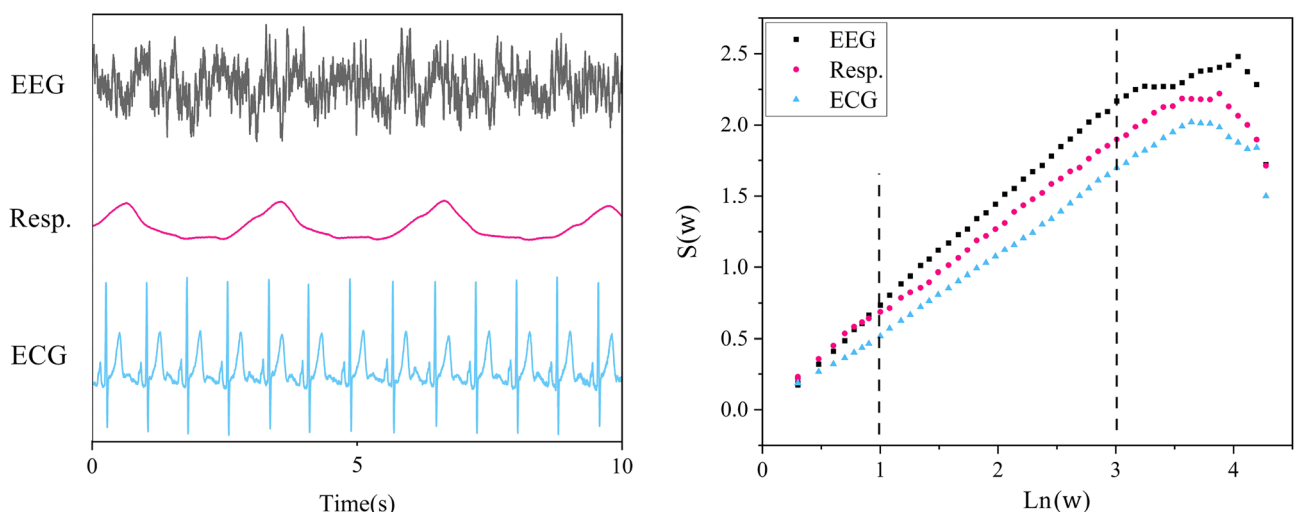 EEG
Resp.
ECG
0 5 10
Time(s)
EEG
Resp.
ECG
2.5
2.0
1.5
1.0
0.5
0.0
S(w)
0 1 2 3 4
Ln(w)